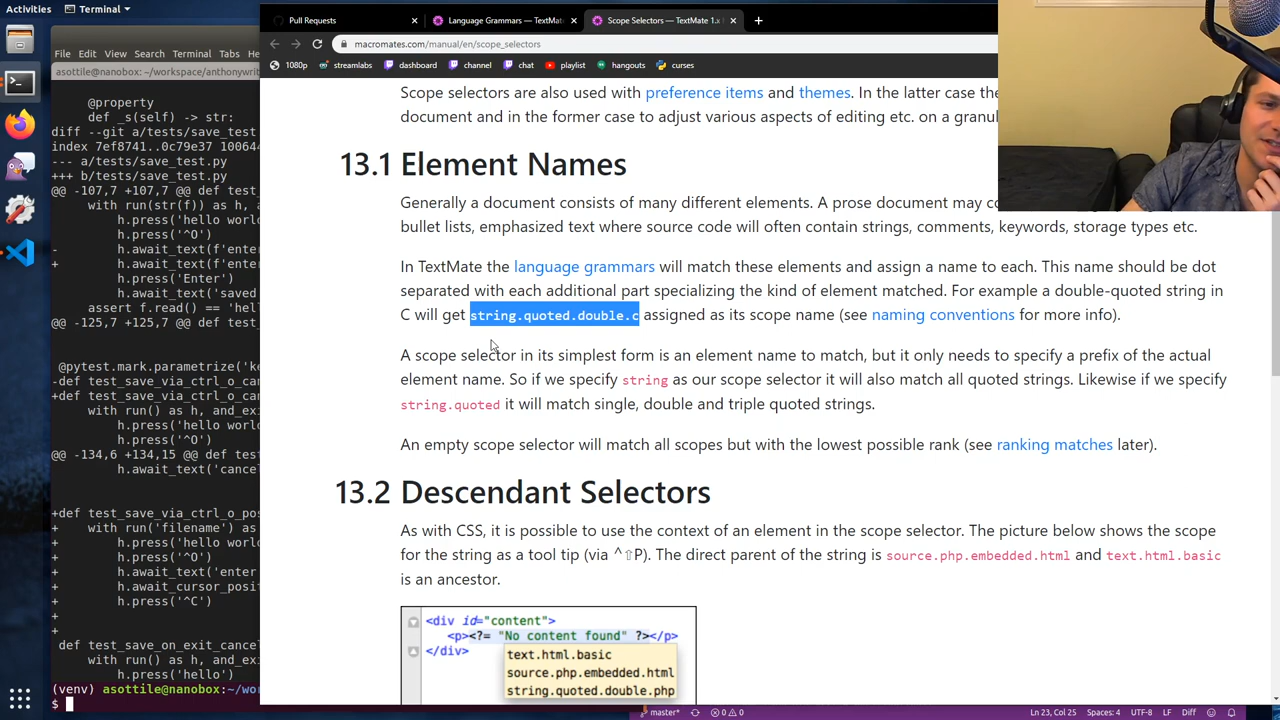 Activities
Terminal
Pull Requests
Language Grammars — TextMat
Scope Selectors — TextMate 1.x
macromates.com/manual/en/scope_selectors
1080p
streamlabs
dashboard
channel
chat
playlist
hangouts
curses
File Edit View Search Terminal Tabs
asottile@nanobox: ~/workspace/anthonywrit
@property
def _s(self) -> str:
diff --git a/tests/save_test
index 7ef8741..0c79e37 10064
--- a/tests/save_test.py
+++ b/tests/save_test.py
@@ -107,7 +107,7 @@ def test_
with run(str(f)) as h,
h.press('hello world
h.press('^O')
- h.await_text(f'enter
+ h.await_text(f'enter
h.press('Enter')
h.await_text('saved
assert f.read() == 'hell
@@ -125,7 +125,7 @@ def test_
@pytest.mark.parametrize('ke
-def test_save_via_ctrl_o_can
+def test_save_via_ctrl_o_can
with run() as h, and_exi
h.press('hello world
h.press('^O')
@@ -134,6 +134,15 @@ def test_
h.await_text('cancel
+def test_save_via_ctrl_o_pos
+ with run('filename') as
+ h.press('hello world
+ h.press('^O')
+ h.await_text('enter
+ h.await_cursor_posit
+ h.press('^C')
+
+
def test_save_on_exit_cancel
with run() as h, and_exi
h.press('hello')
(venv) asottile@nanobox:~/wor
$
Scope selectors are also used with preference items and themes. In the latter case the
document and in the former case to adjust various aspects of editing etc. on a granul
13.1 Element Names
Generally a document consists of many different elements. A prose document may co
bullet lists, emphasized text where source code will often contain strings, comments, keywords, storage types etc.
In TextMate the language grammars will match these elements and assign a name to each. This name should be dot
separated with each additional part specializing the kind of element matched. For example a double-quoted string in
C will get string.quoted.double.c assigned as its scope name (see naming conventions for more info).
A scope selector in its simplest form is an element name to match, but it only needs to specify a prefix of the actual
element name. So if we specify string as our scope selector it will also match all quoted strings. Likewise if we specify
string.quoted it will match single, double and triple quoted strings.
An empty scope selector will match all scopes but with the lowest possible rank (see ranking matches later).
13.2 Descendant Selectors
As with CSS, it is possible to use the context of an element in the scope selector. The picture below shows the scope
for the string as a tool tip (via ^⇧P). The direct parent of the string is source.php.embedded.html and text.html.basic
is an ancestor.
<div id="content">
<p><?= "No content found" ?></p>
</div>
text.html.basic
source.php.embedded.html
string.quoted.double.php
master*
0 0
Ln 23, Col 25 Spaces: 4 UTF-8 LF Diff